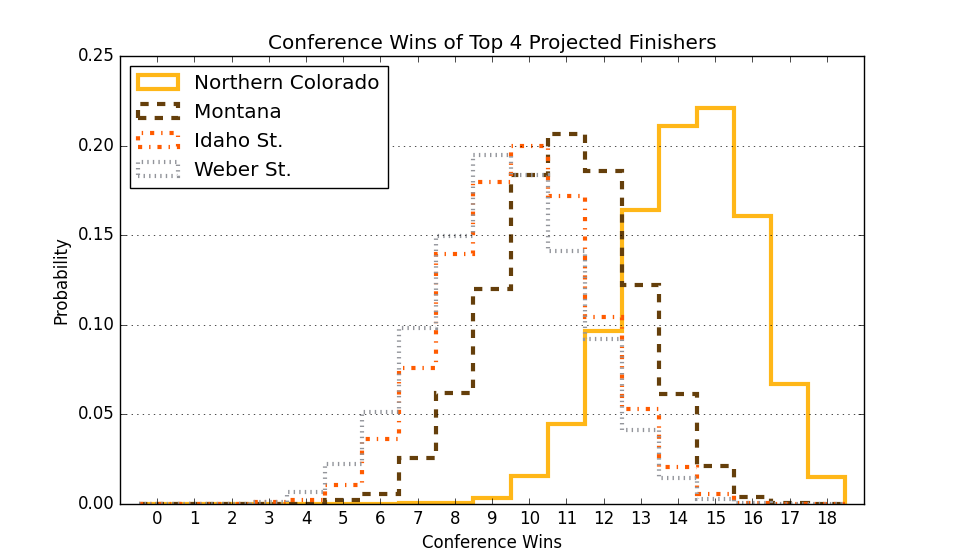 Conference Wins of Top 4 Projected Finishers
0.25
0.20
0.15
0.10
0.05
0.00
Probability
Northern Colorado
Montana
Idaho St.
Weber St.
0 1 2 3 4 5 6 7 8 9 10 11 12 13 14 15 16 17 18
Conference Wins